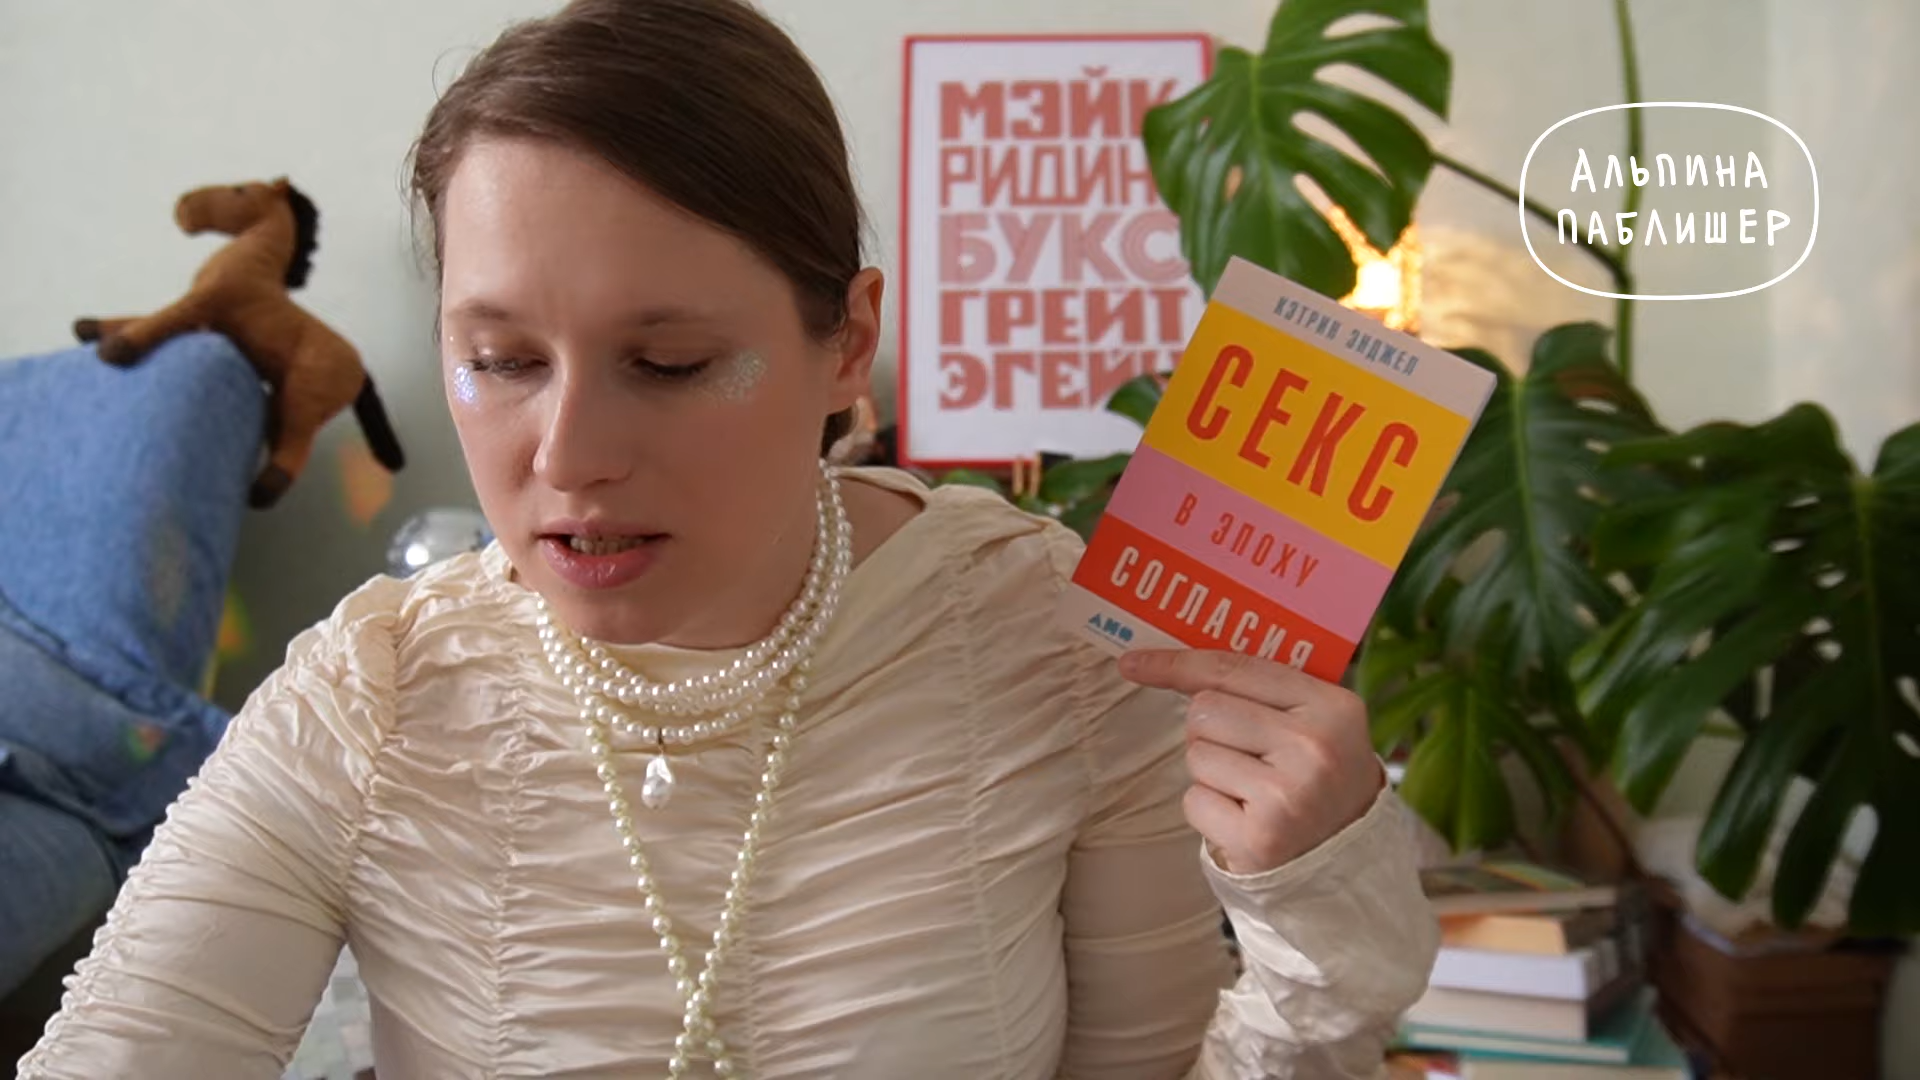 МЭЙК
РИДИН
БУКС
ГРЕЙТ
ЭГЕЙН
АЛЬПИНА
ПАБЛИШЕР
КЭТРИН ЭНДЖЕЛ
СЕКС
В ЭПОХУ
СОГЛАСИЯ